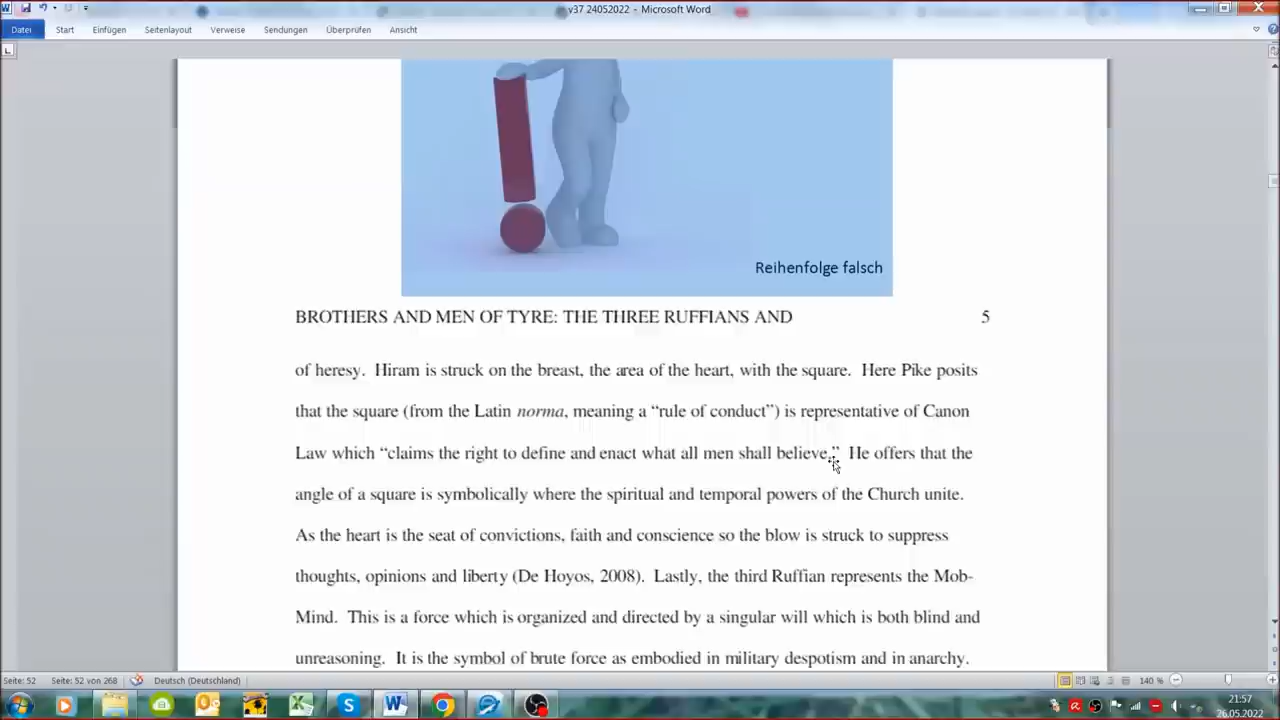 v37 24052022 - Microsoft Word
Datei Start Einfügen Seitenlayout Verweise Sendungen Überprüfen Ansicht
Reihenfolge falsch
BROTHERS AND MEN OF TYRE: THE THREE RUFFIANS AND 5
of heresy. Hiram is struck on the breast, the area of the heart, with the square. Here Pike posits
that the square (from the Latin norma, meaning a “rule of conduct”) is representative of Canon
Law which “claims the right to define and enact what all men shall believe.” He offers that the
angle of a square is symbolically where the spiritual and temporal powers of the Church unite.
As the heart is the seat of convictions, faith and conscience so the blow is struck to suppress
thoughts, opinions and liberty (De Hoyos, 2008). Lastly, the third Ruffian represents the Mob-
Mind. This is a force which is organized and directed by a singular will which is both blind and
unreasoning. It is the symbol of brute force as embodied in military despotism and in anarchy.
Seite: 52 Seite: 52 von 268 Deutsch (Deutschland) 140 %
21:57
26.05.2022